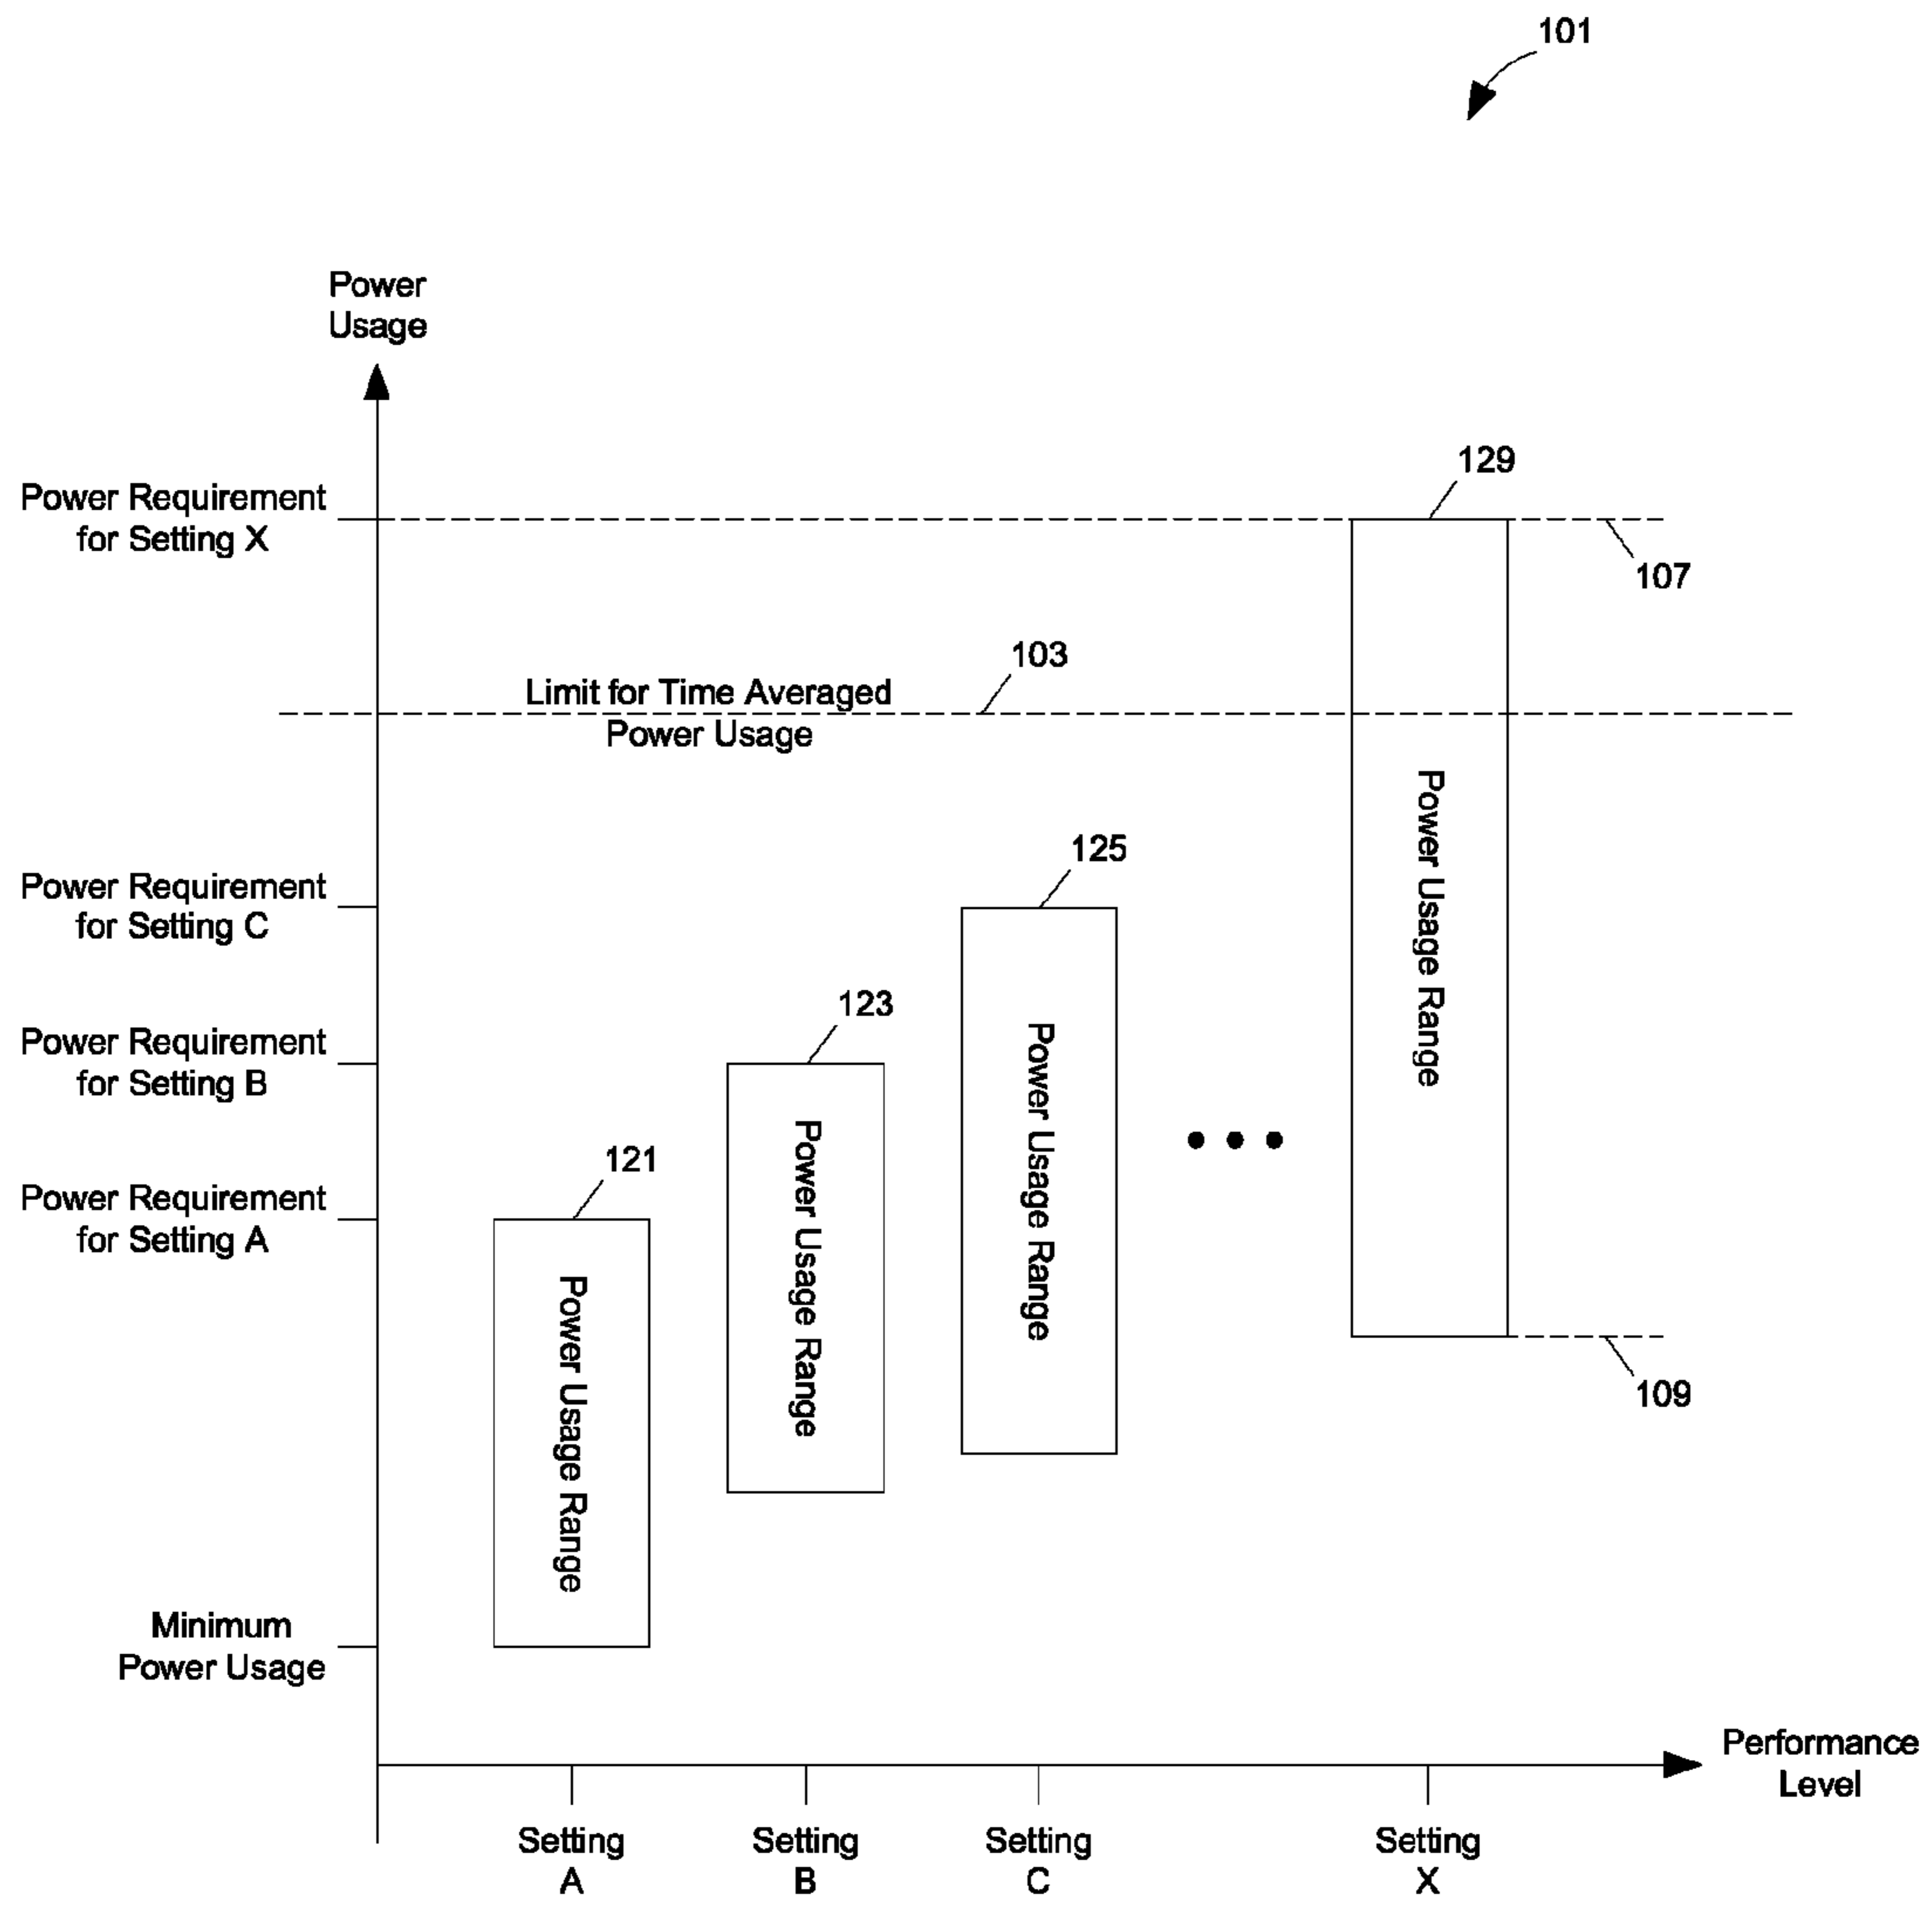 101
Power
Usage
129
Power Requirement
for Setting X
107
103
Limit for Time Averaged
Power Usage
Power Usage Range
125
Power Requirement
for Setting C
Power Usage Range
123
Power Requirement
for Setting B
Power Usage Range
121
Power Requirement
for Setting A
Power Usage Range
109
Minimum
Power Usage
Performance
Level
Setting
A
Setting
B
Setting
C
Setting
X